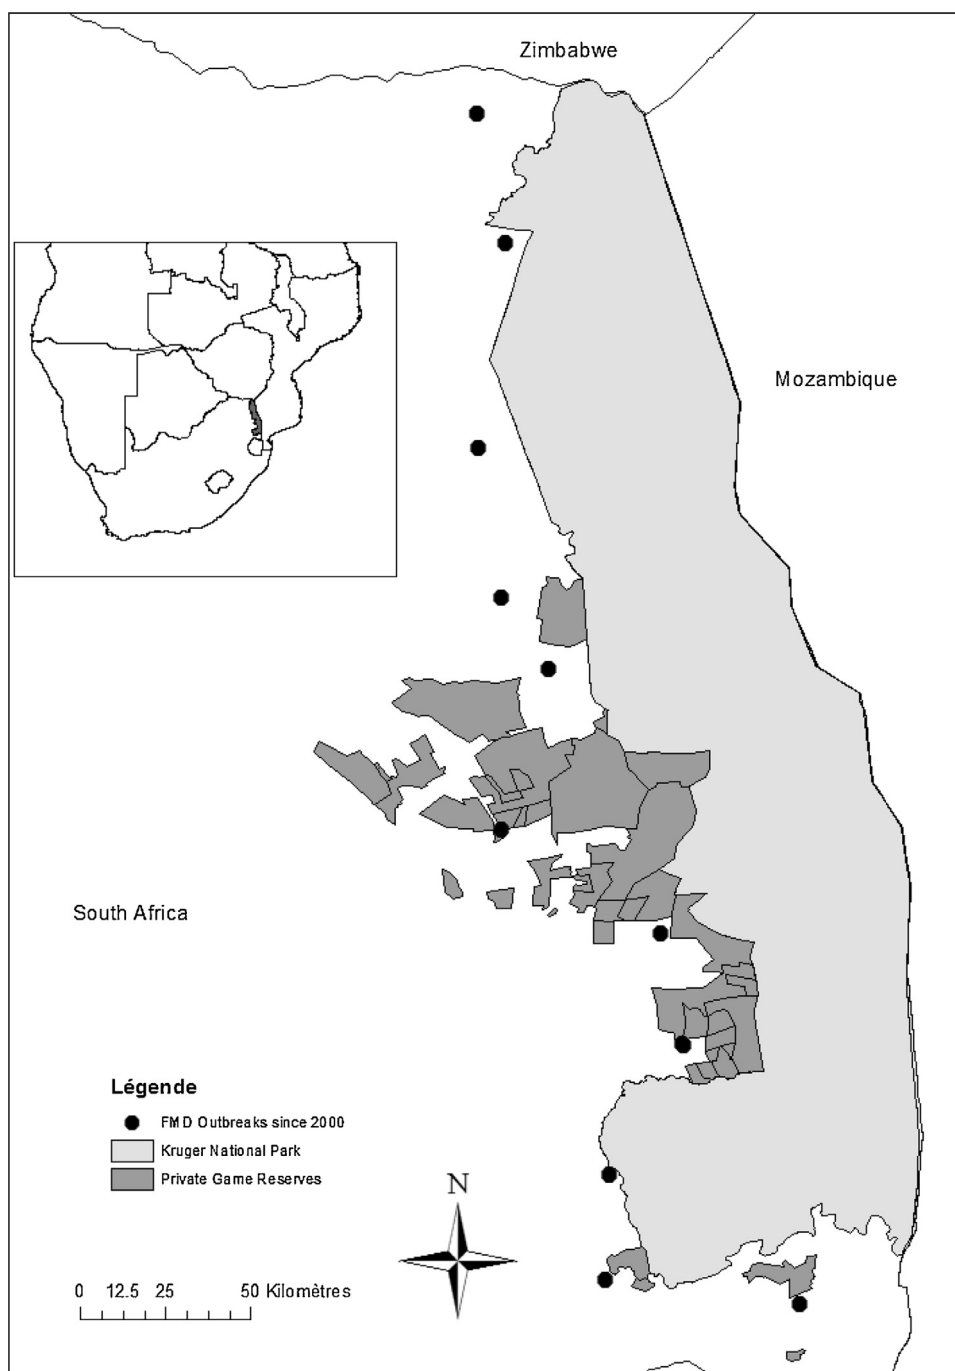 Zimbabwe
Mozambique
South Africa
Légende
FMD Outbreaks since 2000
Kruger National Park
Private Game Reserves
N
0 12.5 25 50 Kilomètres